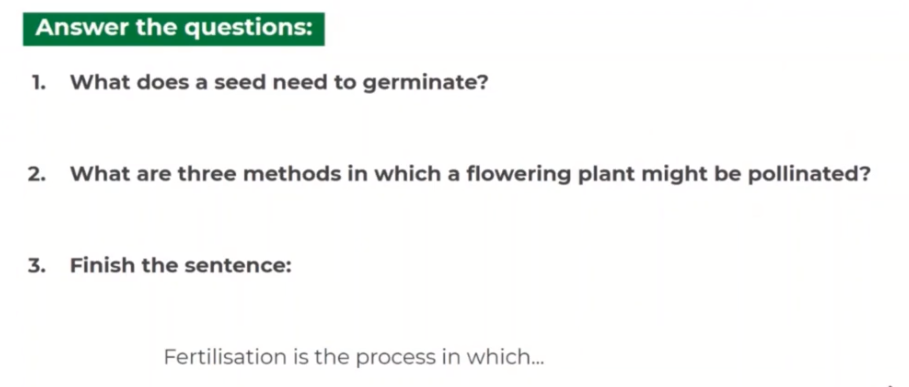 Answer the questions:
1. What does a seed need to germinate?
2. What are three methods in which a flowering plant might be pollinated?
3. Finish the sentence:
Fertilisation is the process in which...